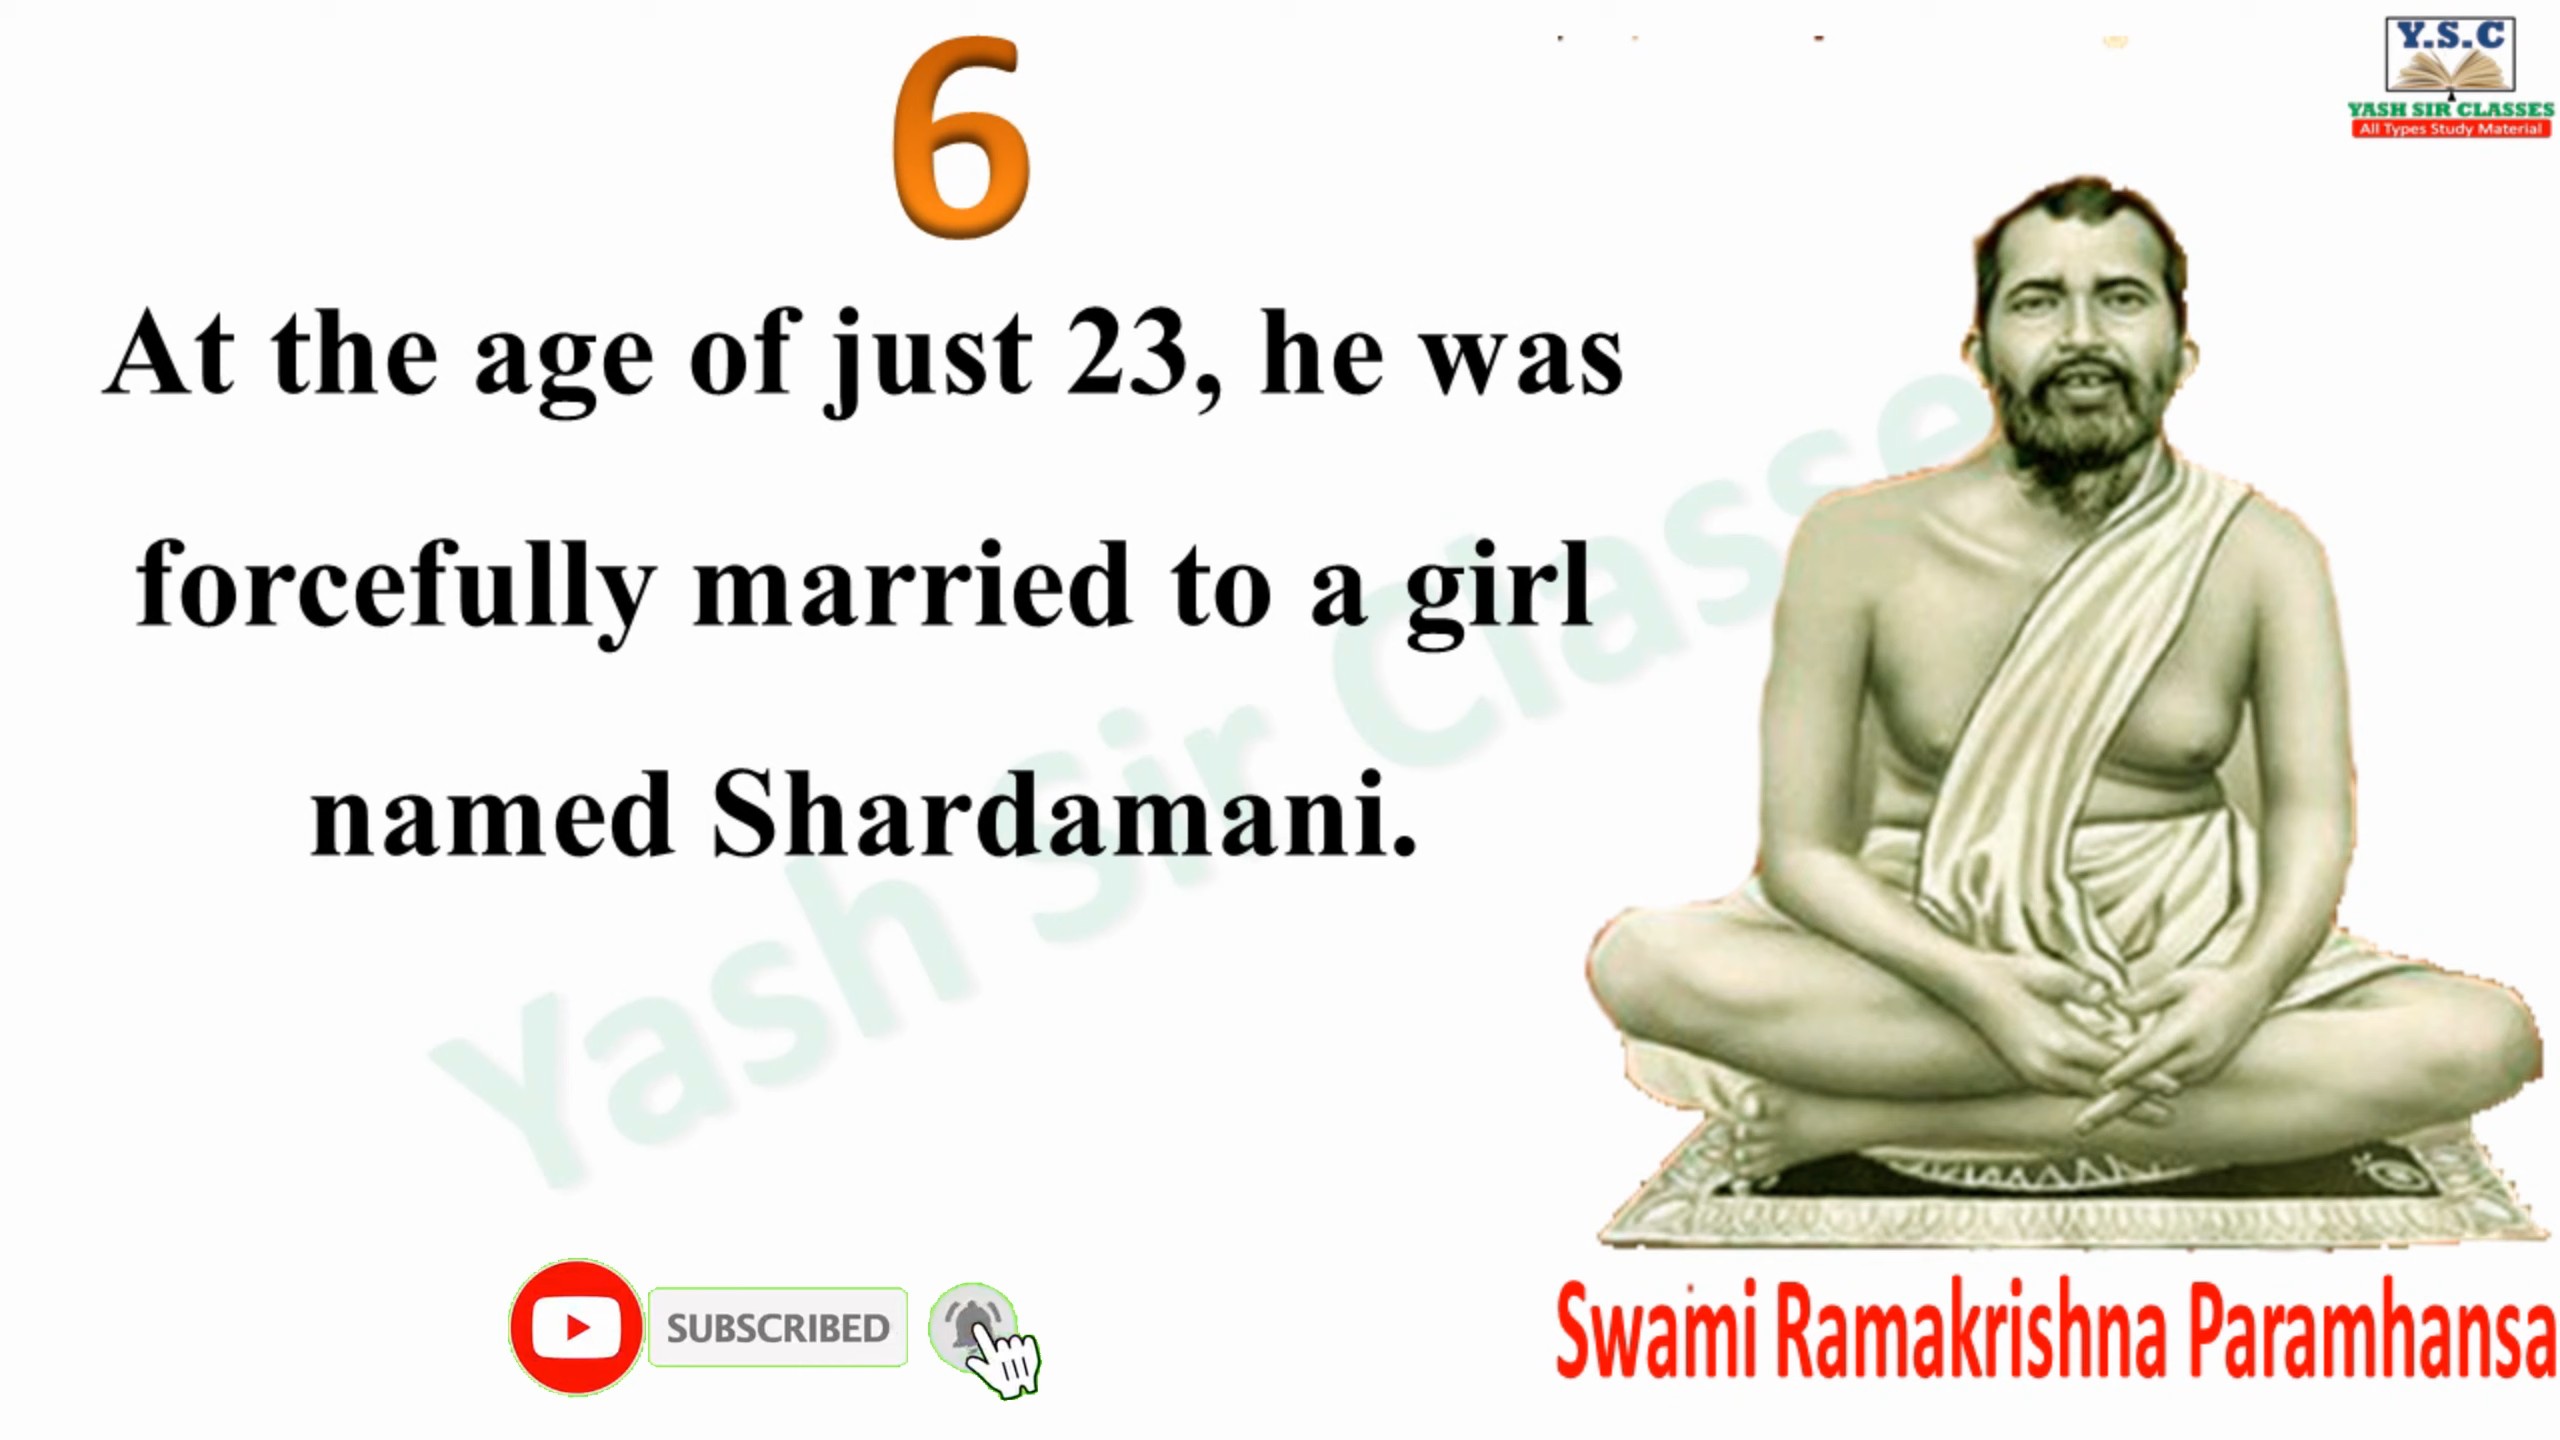 6
Y.S.C
YASH SIR CLASSES
All Types Study Material
At the age of just 23, he was
forcefully married to a girl
named Shardamani.
Yash Sir Classe
SUBSCRIBED
Swami Ramakrishna Paramhansa